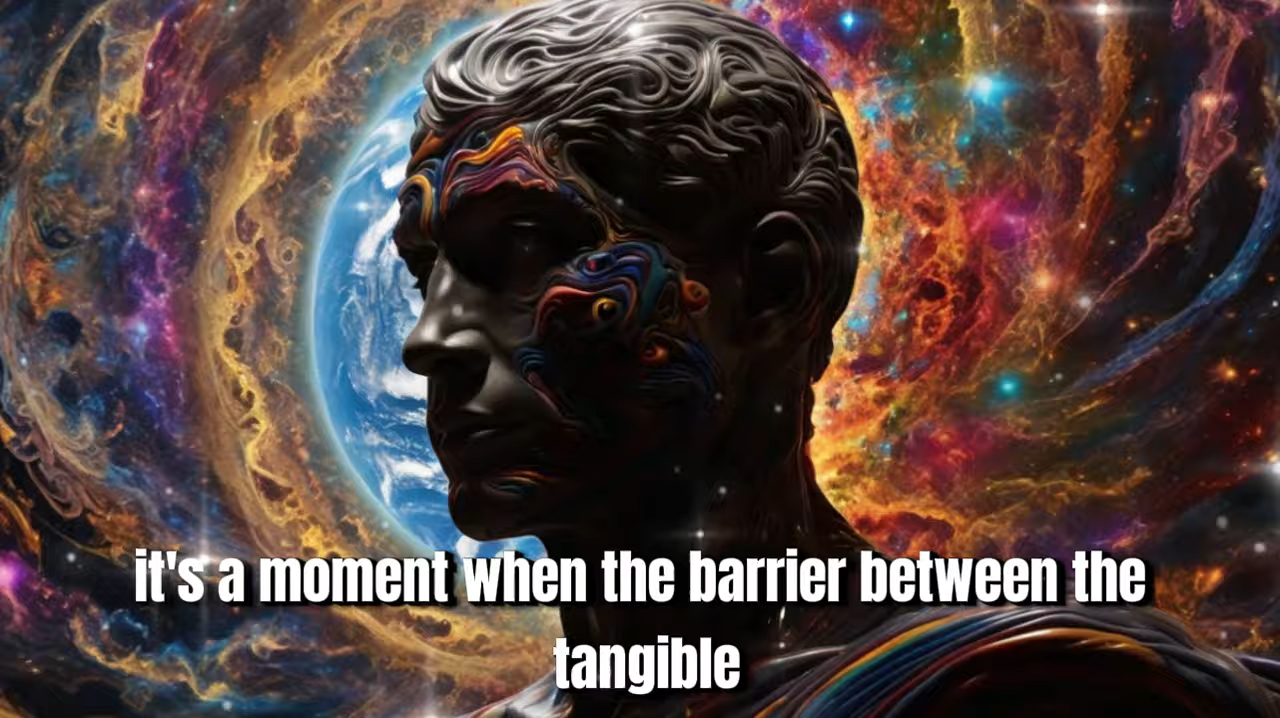 it's a moment when the barrier between the
tangible